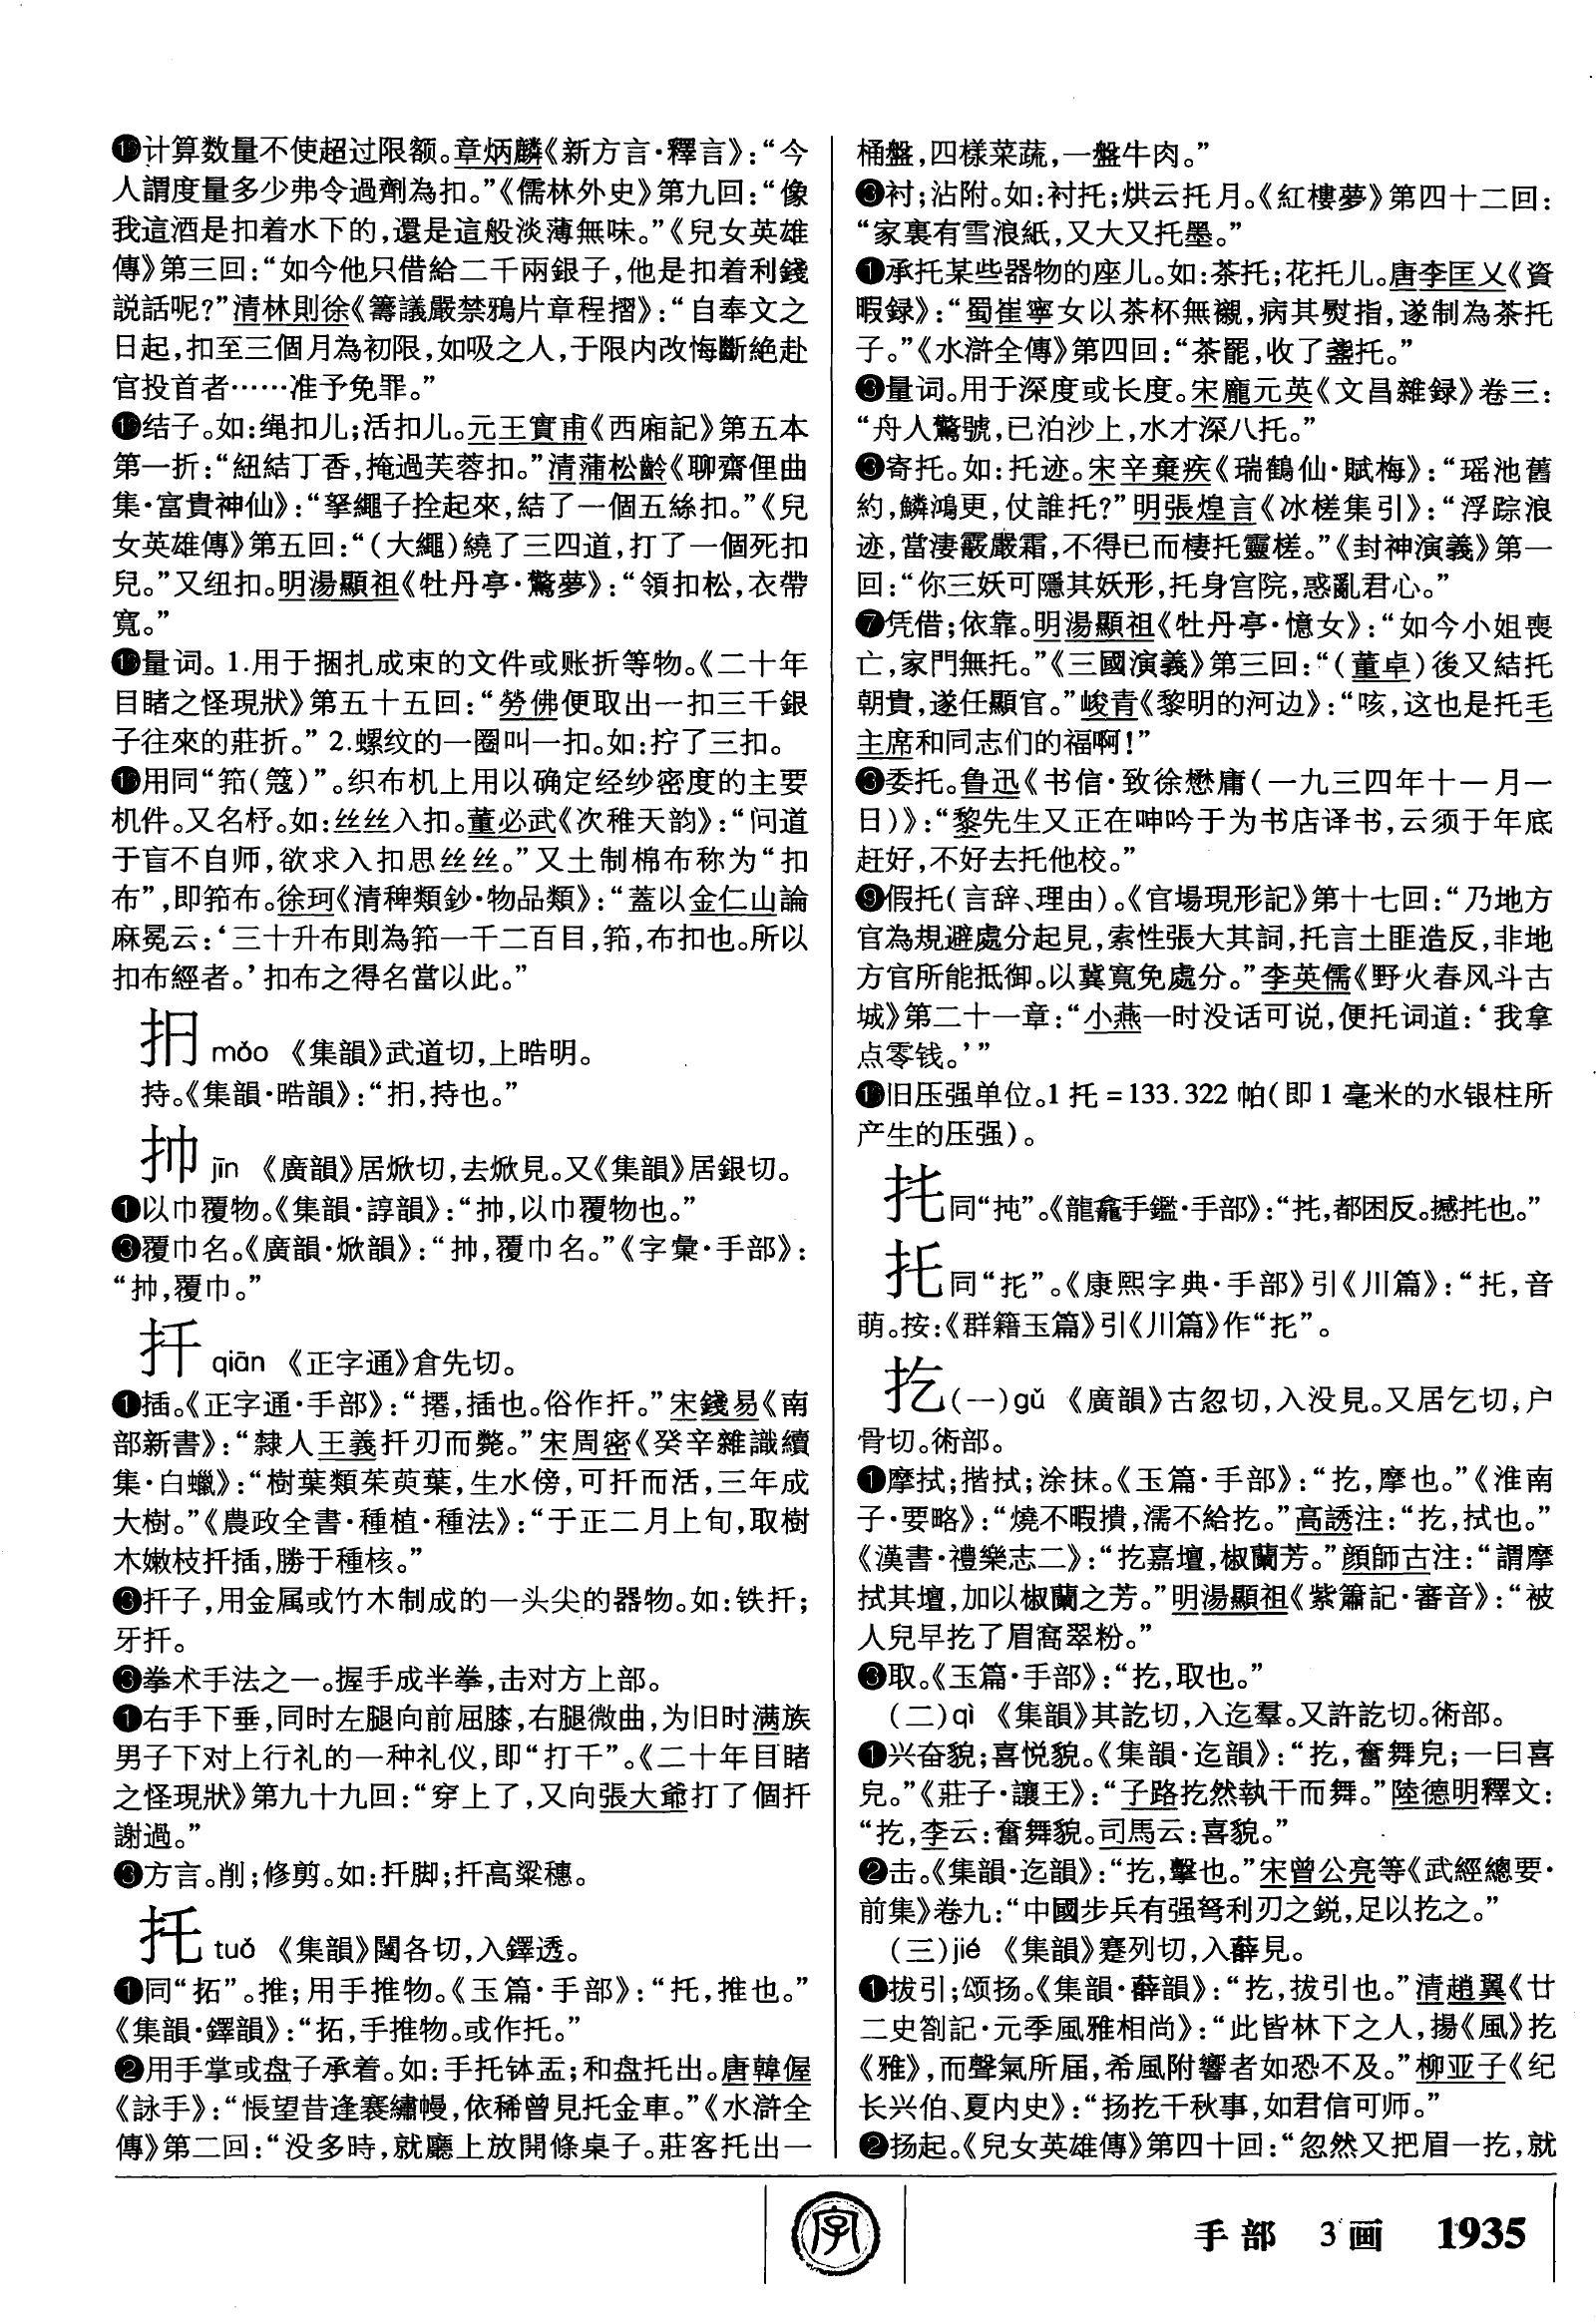 计算数量不使超过限额。章炳麟《新方言·釋言》：“今
人謂度量多少弗令過劑為扣。”《儒林外史》第九回：“像
我這酒是扣着水下的，還是這般淡薄無味。”《兒女英雄
傳》第三回：“如今他只借給二千兩銀子，他是扣着利錢
説話呢？”清林則徐《籌議嚴禁鴉片章程摺》：“自奉文之
日起，扣至三個月為初限，如吸之人，于限内改悔斷絶赴
官投首者……准予免罪。”
结子。如：绳扣儿；活扣儿。元王實甫《西廂記》第五本
第一折：“紐結丁香，掩過芙蓉扣。”清蒲松齡《聊齋俚曲
集·富貴神仙》：“拏繩子拴起來，結了一個五絲扣。”《兒
女英雄傳》第五回：“（大繩）繞了三四道，打了一個死扣
兒。”又纽扣。明湯顯祖《牡丹亭·驚夢》：“領扣松，衣帶
寬。”
量词。1.用于捆扎成束的文件或账折等物。《二十年
目睹之怪現狀》第五十五回：“勞佛便取出一扣三千銀
子往來的莊折。”2.螺纹的一圈叫一扣。如：拧了三扣。
用同“筘（簆）”。织布机上用以确定经纱密度的主要
机件。又名杼。如：丝丝入扣。董必武《次稚天韵》：“问道
于盲不自师，欲求入扣思丝丝。”又土制棉布称为“扣
布”，即筘布。徐珂《清稗類鈔·物品類》：“蓋以金仁山論
麻冕云：‘三十升布則為筘一千二百目，筘，布扣也。所以
扣布經者。’扣布之得名當以此。”
抈 mǎo 《集韻》武道切，上晧明。
持。《集韻·晧韻》：“抈，持也。”
㧆 jìn 《廣韻》居焮切，去焮見。又《集韻》居銀切。
❶以巾覆物。《集韻·諄韻》：“㧆，以巾覆物也。”
❸覆巾名。《廣韻·焮韻》：“㧆，覆巾名。”《字彙·手部》：
“㧆，覆巾。”
扦 qiān 《正字通》倉先切。
❶插。《正字通·手部》：“攓，插也。俗作扦。”宋錢易《南
部新書》：“隸人王義扦刃而斃。”宋周密《癸辛雜識續
集·白蠟》：“樹葉類茱萸葉，生水傍，可扦而活，三年成
大樹。”《農政全書·種植·種法》：“于正二月上旬，取樹
木嫩枝扦插，勝于種核。”
❸扦子，用金属或竹木制成的一头尖的器物。如：铁扦；
牙扦。
❸拳术手法之一。握手成半拳，击对方上部。
❶右手下垂，同时左腿向前屈膝，右腿微曲，为旧时满族
男子下对上行礼的一种礼仪，即“打千”。《二十年目睹
之怪現狀》第九十九回：“穿上了，又向張大爺打了個扦
謝過。”
❸方言。削；修剪。如：扦脚；扦高粱穗。
托 tuō 《集韻》闥各切，入鐸透。
❶同“拓”。推；用手推物。《玉篇·手部》：“托，推也。”
《集韻·鐸韻》：“拓，手推物。或作托。”
❷用手掌或盘子承着。如：手托钵盂；和盘托出。唐韓偓
《詠手》：“悵望昔逢褰繡幔，依稀曾見托金車。”《水滸全
傳》第二回：“没多時，就廳上放開條桌子。莊客托出一
桶盤，四樣菜蔬，一盤牛肉。”
❸衬；沾附。如：衬托；烘云托月。《紅樓夢》第四十二回：
“家裏有雪浪紙，又大又托墨。”
❶承托某些器物的座儿。如：茶托；花托儿。唐李匡乂《資
暇録》：“蜀崔寧女以茶杯無襯，病其熨指，遂制為茶托
子。”《水滸全傳》第四回：“茶罷，收了盞托。”
❸量词。用于深度或长度。宋龐元英《文昌雜録》卷三：
“舟人驚號，已泊沙上，水才深八托。”
❸寄托。如：托迹。宋辛棄疾《瑞鶴仙·賦梅》：“瑶池舊
約，鱗鴻更，仗誰托？”明張煌言《冰槎集引》：“浮踪浪
迹，當淒霰嚴霜，不得已而棲托靈槎。”《封神演義》第一
回：“你三妖可隱其妖形，托身宫院，惑亂君心。”
❼凭借；依靠。明湯顯祖《牡丹亭·憶女》：“如今小姐喪
亡，家門無托。”《三國演義》第三回：“（董卓）後又結托
朝貴，遂任顯官。”峻青《黎明的河边》：“咳，这也是托毛
主席和同志们的福啊！”
❸委托。鲁迅《书信·致徐懋庸（一九三四年十一月一
日）》：“黎先生又正在呻吟于为书店译书，云须于年底
赶好，不好去托他校。”
❾假托（言辞、理由）。《官場現形記》第十七回：“乃地方
官為規避處分起見，索性張大其詞，托言土匪造反，非地
方官所能抵御。以冀寬免處分。”李英儒《野火春风斗古
城》第二十一章：“小燕一时没话可说，便托词道：‘我拿
点零钱。’”
旧压强单位。1托=133.322帕（即1毫米的水银柱所
产生的压强）。
同“扽”。《龍龕手鑑·手部》：“，都困反。撼也。”
同“”。《康熙字典·手部》引《川篇》：“，音
萌。按：《群籍玉篇》引《川篇》作“”。
扢（一）gǔ 《廣韻》古忽切，入没見。又居乞切，户
骨切。術部。
❶摩拭；揩拭；涂抹。《玉篇·手部》：“扢，摩也。”《淮南
子·要略》：“燒不暇撌，濡不給扢。”高誘注：“扢，拭也。”
《漢書·禮樂志二》：“扢嘉壇，椒蘭芳。”顔師古注：“謂摩
拭其壇，加以椒蘭之芳。”明湯顯祖《紫簫記·審音》：“被
人兒早扢了眉窩翠粉。”
❸取。《玉篇·手部》：“扢，取也。”
（二）qì 《集韻》其訖切，入迄羣。又許訖切。術部。
❶兴奋貌；喜悦貌。《集韻·迄韻》：“扢，奮舞皃；一曰喜
皃。”《莊子·讓王》：“子路扢然執干而舞。”陸德明釋文：
“扢，李云：奮舞貌。司馬云：喜貌。”
❷击。《集韻·迄韻》：“扢，擊也。”宋曾公亮等《武經總要·
前集》卷九：“中國步兵有强弩利刃之鋭，足以扢之。”
（三）jié 《集韻》蹇列切，入薛見。
❶拔引；颂扬。《集韻·薛韻》：“扢，拔引也。”清趙翼《廿
二史劄記·元季風雅相尚》：“此皆林下之人，揚《風》扢
《雅》，而聲氣所届，希風附響者如恐不及。”柳亚子《纪
长兴伯、夏内史》：“扬扢千秋事，如君信可师。”
❷扬起。《兒女英雄傳》第四十回：“忽然又把眉一扢，就
字
手部 3画 1935